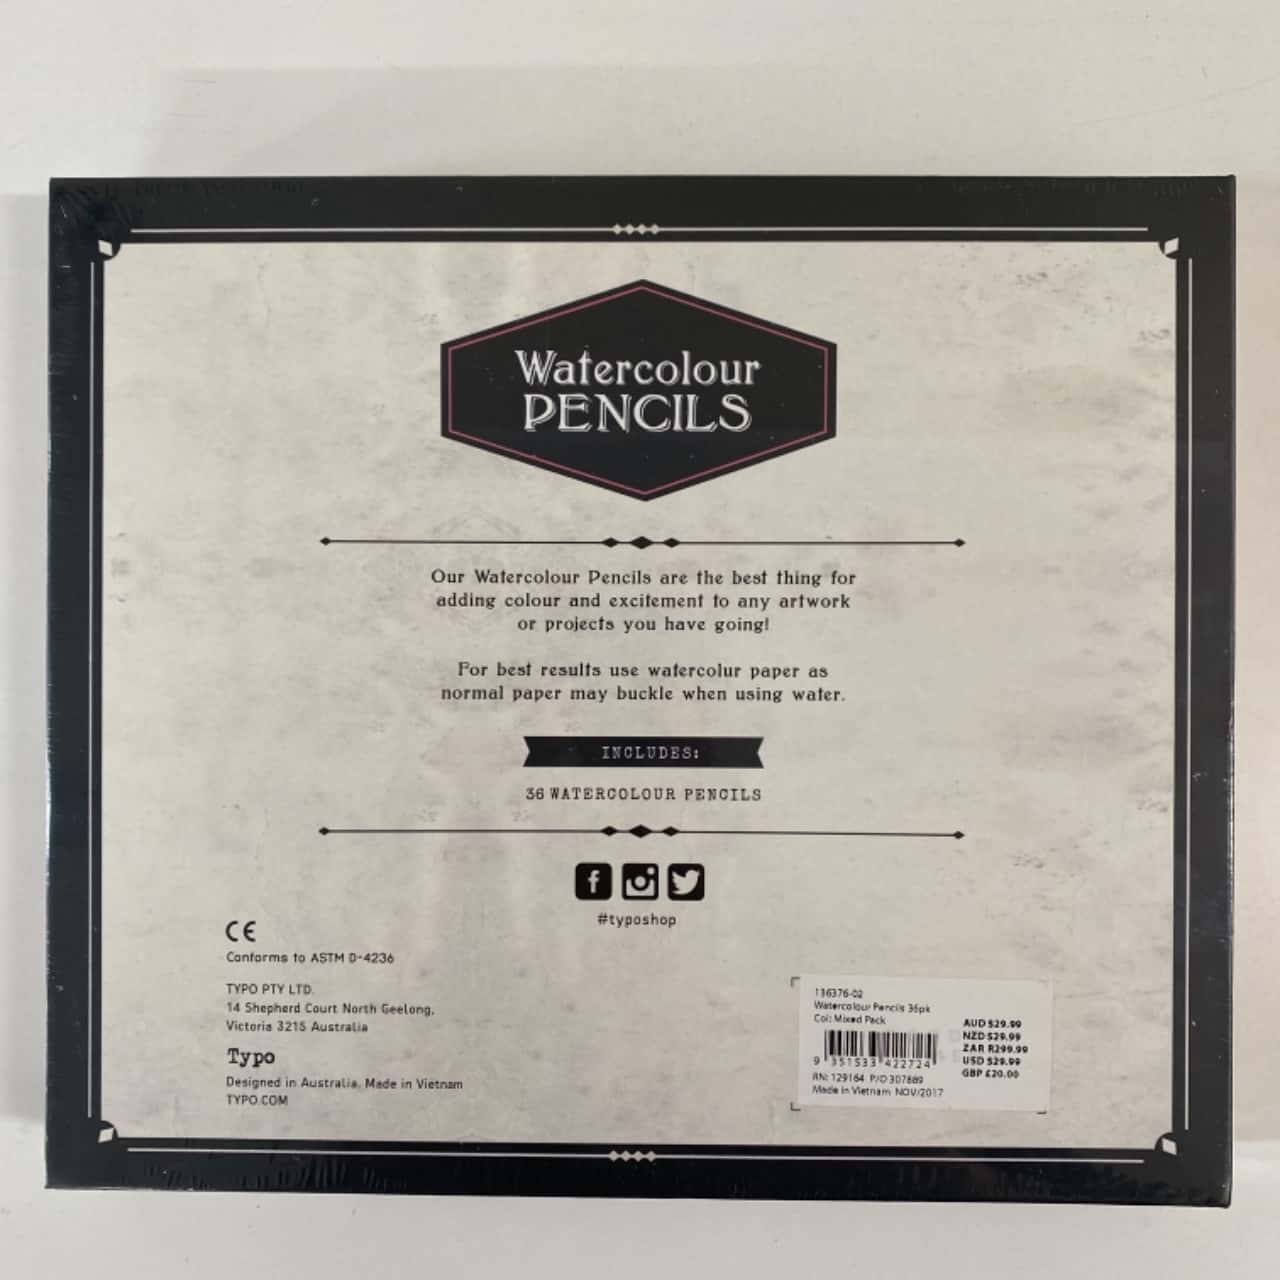 Watercolour
PENCILS
Our Watercolour Pencils are the best thing for
adding colour and excitement to any artwork
or projects you have going!
For best results use watercolur paper as
normal paper may buckle when using water.
INCLUDES:
36 WATERCOLOUR PENCILS
#typoshop
CE
Conforms to ASTM D-4236
TYPO PTY LTD.
14 Shepherd Court North Geelong,
Victoria 3215 Australia
Typo
Designed in Australia, Made in Vietnam
TYPO.COM
136376-02
Watercolour Pencils 36pk
Col: Mixed Pack
9 351533 422724
RN: 129164 P/O 307889
Made in Vietnam NOV/2017
AUD $29.99
NZD $29.99
ZAR R299.99
USD $29.99
GBP £20.00